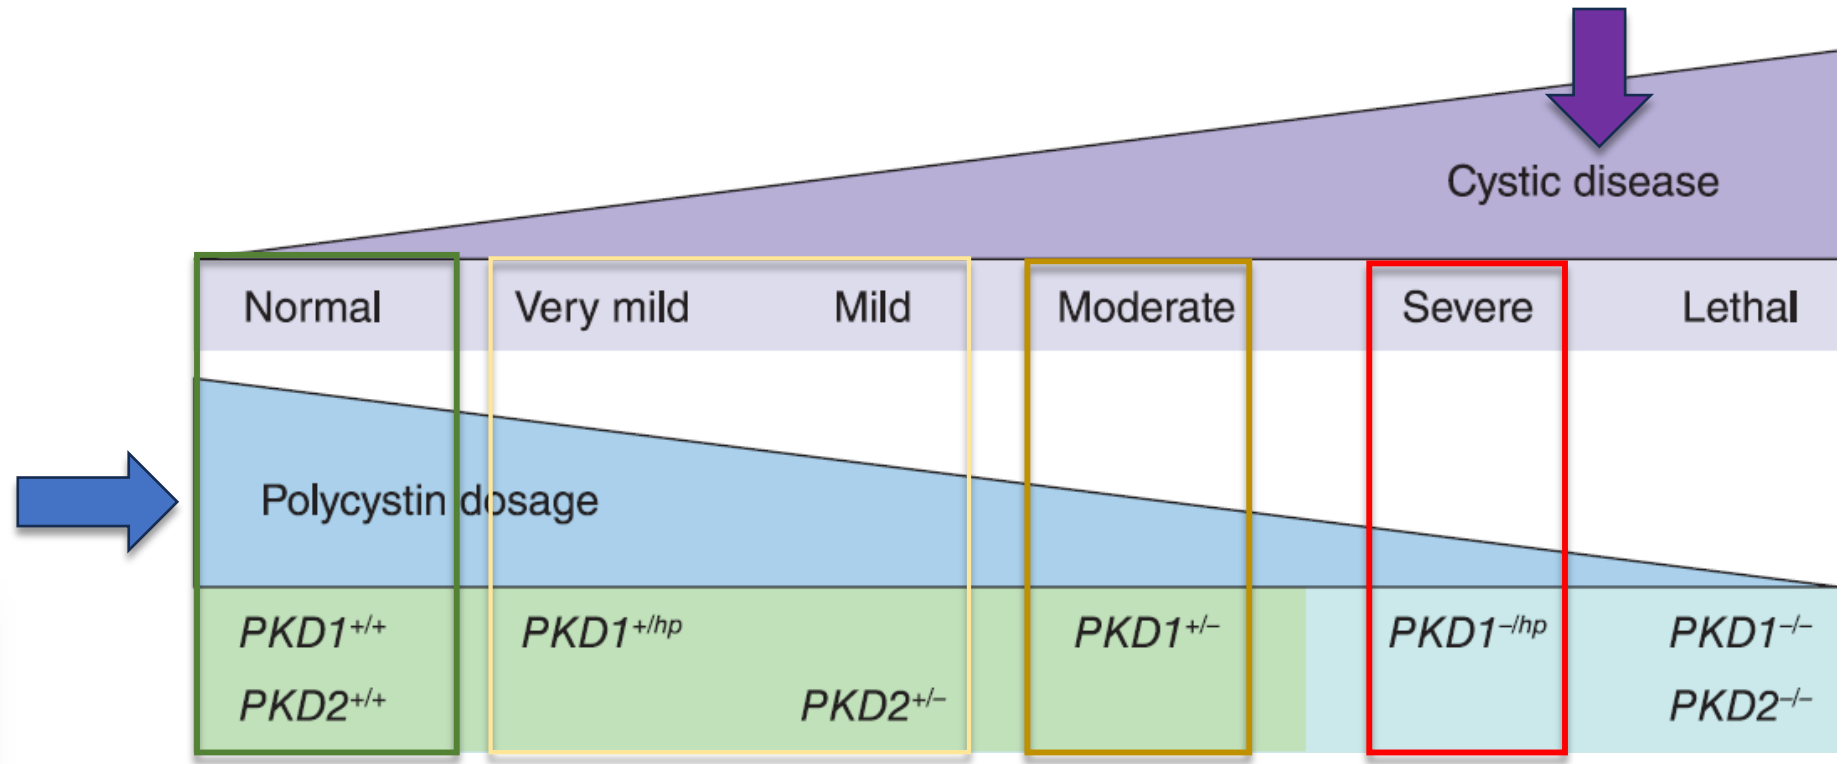 Cystic disease
Normal Very mild Mild Moderate Severe Lethal
Polycystin dosage
PKD1+/+ PKD1+/hp PKD1+/– PKD1–/hp PKD1–/–
PKD2+/+ PKD2+/– PKD2–/–